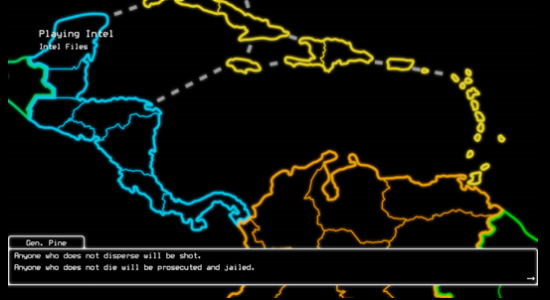 Playing Intel
Intel Files
Gen. Pine
Anyone who does not disperse will be shot.
Anyone who does not die will be prosecuted and jailed.
→